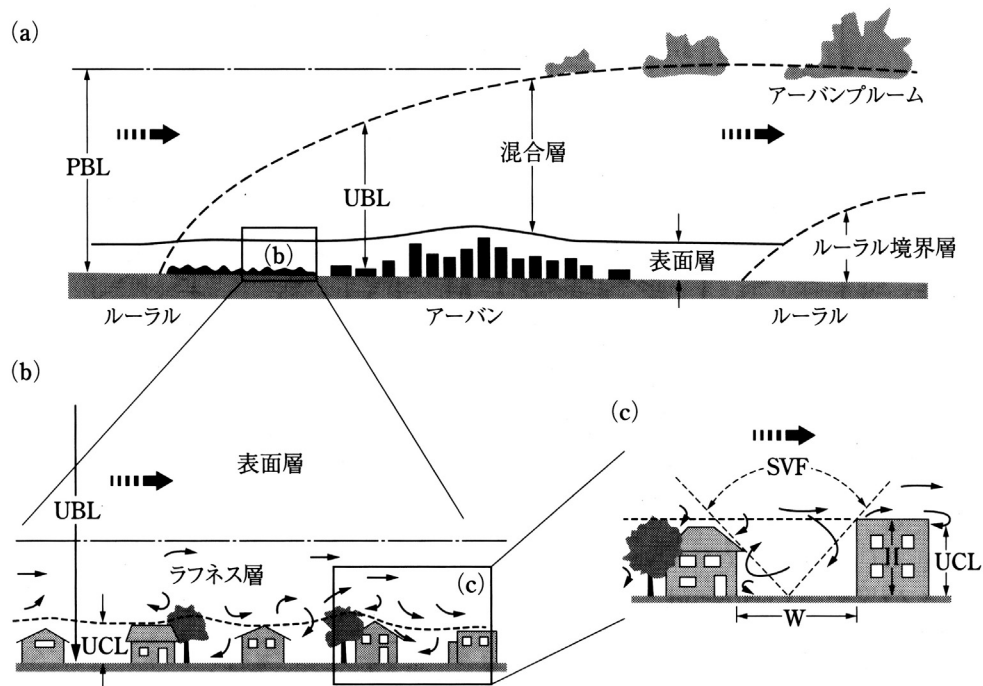 (a)
アーバンプルーム
PBL
混合層
UBL
(b)
表面層
ルーラル境界層
ルーラル
アーバン
ルーラル
(b)
表面層
UBL
ラフネス層
(c)
UCL
(c)
SVF
H
UCL
W